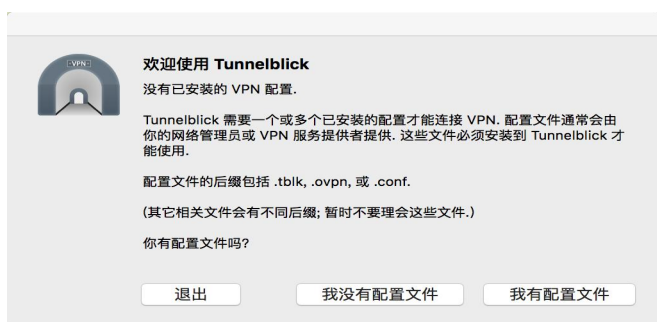 -VPN-
欢迎使用 Tunnelblick
没有已安装的 VPN 配置.
Tunnelblick 需要一个或多个已安装的配置才能连接 VPN. 配置文件通常会由
你的网络管理员或 VPN 服务提供者提供. 这些文件必须安装到 Tunnelblick 才
能使用.
配置文件的后缀包括 .tblk, .ovpn, 或 .conf.
(其它相关文件会有不同后缀; 暂时不要理会这些文件.)
你有配置文件吗?
退出
我没有配置文件
我有配置文件